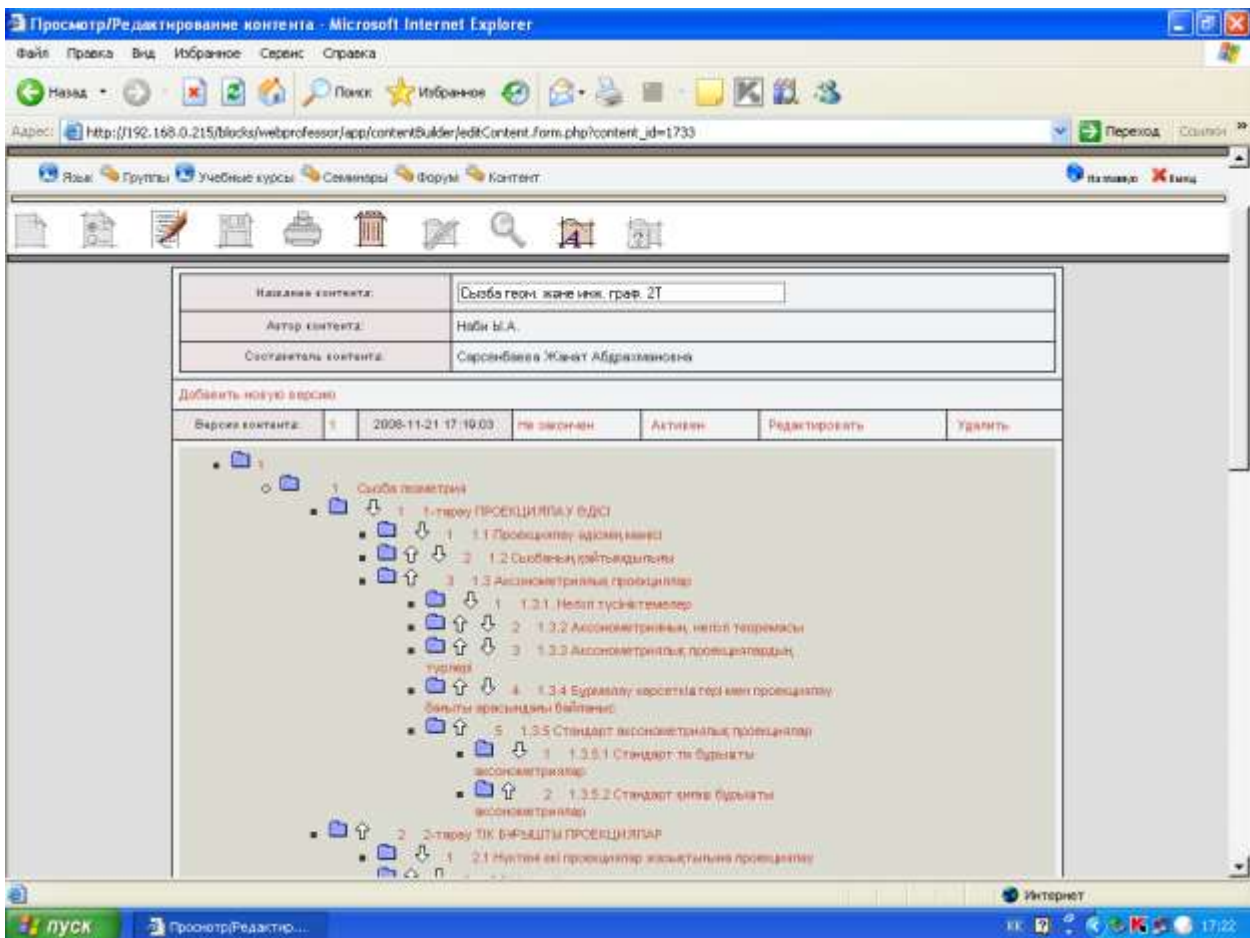 Просмотр/Редактирование контента - Microsoft Internet Explorer
Файл Правка Вид Избранное Сервис Справка
Назад Поиск Избранное
Адрес: http://192.168.0.215/blocks/webprofessor/app/contentBuilder/editContent.form.php?content_id=1733 Переход Ссылки »
Язык Группы Учебные курсы Семинары Форум Контент На главную Выход
Название контента: Сызба геом. жане инж. граф. 2Т
Автор контента: Наби Ы.А.
Составитель контента: Сарсенбаева Жанат Абдрахмановна
Добавить новую версию
Версия контента: 1 2008-11-21 17:19:03 Не закончен Активен Редактировать Удалить
1
1 Сызба геометрия
1 1-тарау ПРОЕКЦИЯЛАУ ӘДІСІ
1 1.1 Проекциялау әдісінің мәнісі
2 1.2 Сызбаның қайтымдылығы
3 1.3 Аксонометриялық проекциялар
1 1.3.1. Негізгі түсініктемелер
2 1.3.2 Аксонометрияның негізгі теоремасы
3 1.3.3 Аксонометриялық проекциялардың
түрлері
4 1.3.4 Бұрмалау көрсеткіштері мен проекциялау
бағыты арасындағы байланыс
5 1.3.5 Стандарт аксонометриялық проекциялар
1 1.3.5.1 Стандарт тік бұрышты
аксонометриялар
2 1.3.5.2 Стандарт қиғаш бұрышты
аксонометриялар
2 2-тарау ТІК БҰРЫШТЫ ПРОЕКЦИЯЛАР
1 2.1 Нүктені екі проекциялар жазықтығына проекциялау
Интернет
пуск Просмотр/Редактир... КК 17:22